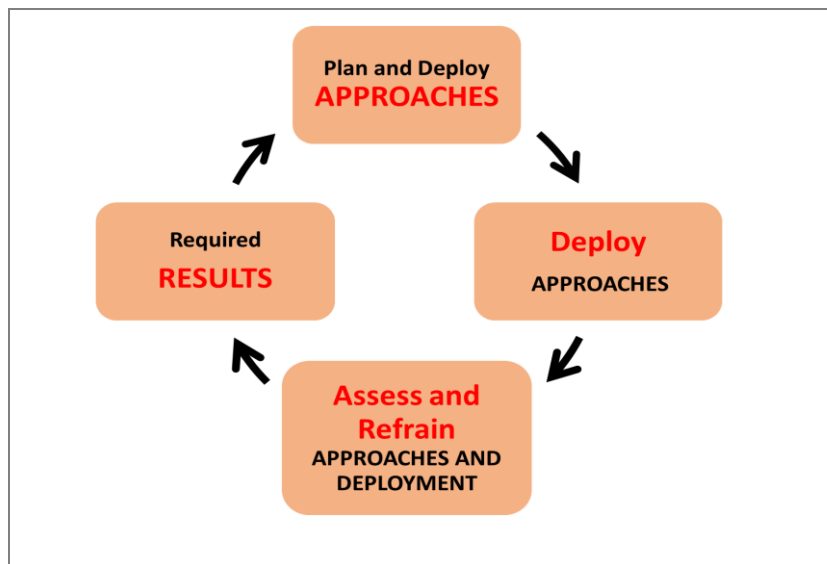 Plan and Deploy
APPROACHES
Required
RESULTS
Deploy
APPROACHES
Assess and
Refrain
APPROACHES AND
DEPLOYMENT